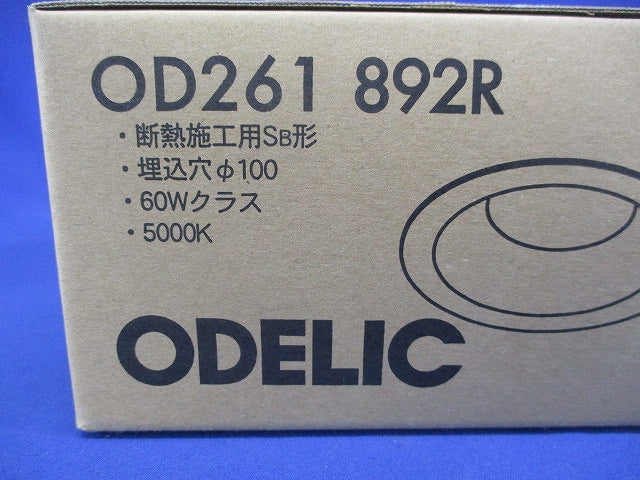 OD261 892R
・断熱施工用SB形
・埋込穴φ100
・60Wクラス
・5000K
ODELIC